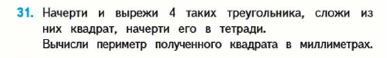 31. Начерти и вырежи 4 таких треугольника, сложи из
них квадрат, начерти его в тетради.
Вычисли периметр полученного квадрата в миллиметрах.